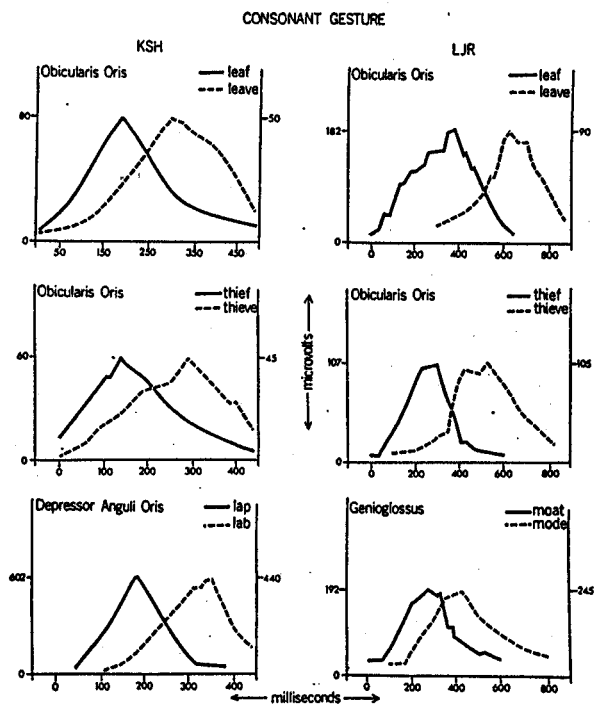 CONSONANT GESTURE
KSH
LJR
Obicularis Oris
leaf
leave
80
50
0
50 150 250 350 450
Obicularis Oris
leaf
leave
182
90
0
0 200 400 600 800
Obicularis Oris
thief
thieve
60
45
0
0 100 200 300 400
Obicularis Oris
thief
thieve
107
105
0
0 200 400 600 800
microvolts
Depressor Anguli Oris
lap
lab
602
440
0
0 100 200 300 400
Genioglossus
moat
mode
192
245
0
0 200 400 600 800
milliseconds